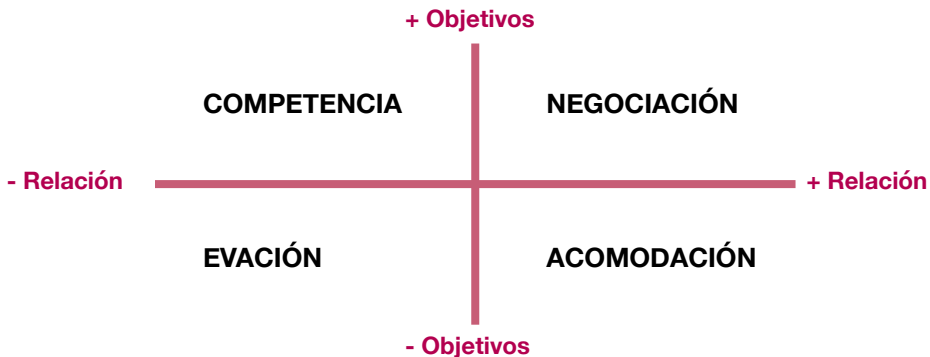 + Objetivos
COMPETENCIA
NEGOCIACIÓN
- Relación
+ Relación
EVACIÓN
ACOMODACIÓN
- Objetivos